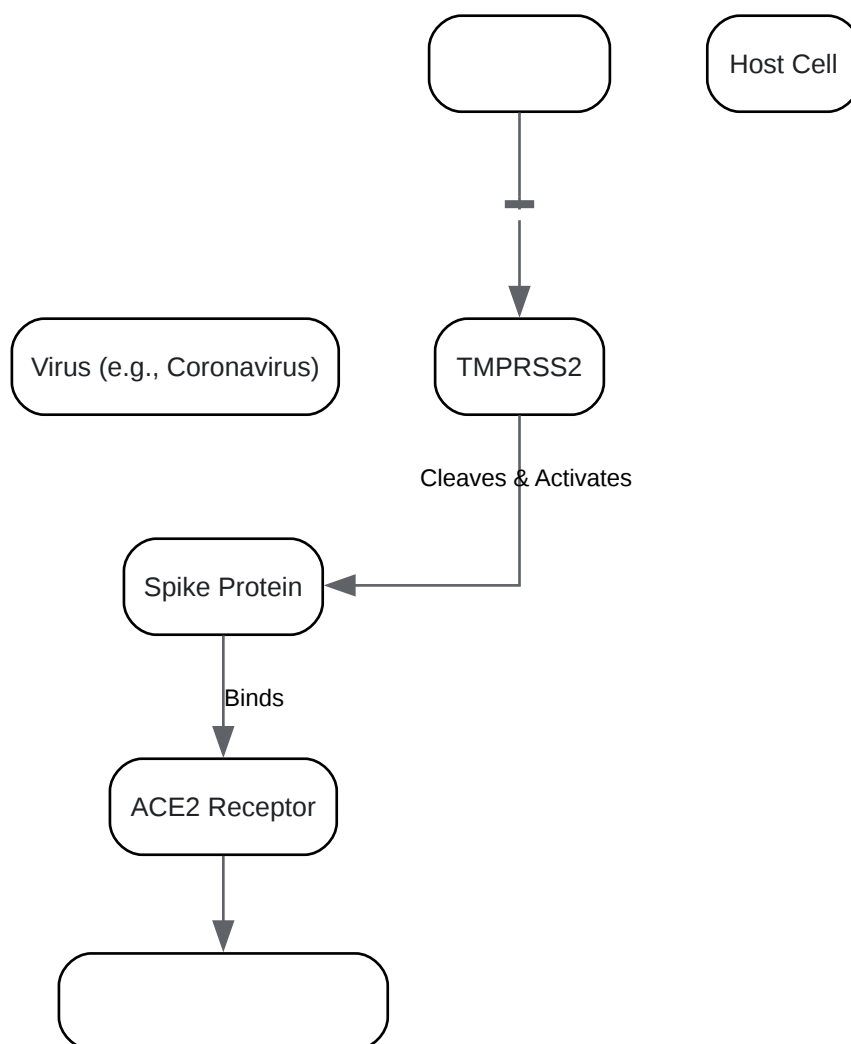 Host Cell
Virus (e.g., Coronavirus)
TMPRSS2
Cleaves & Activates
Spike Protein
Binds
ACE2 Receptor